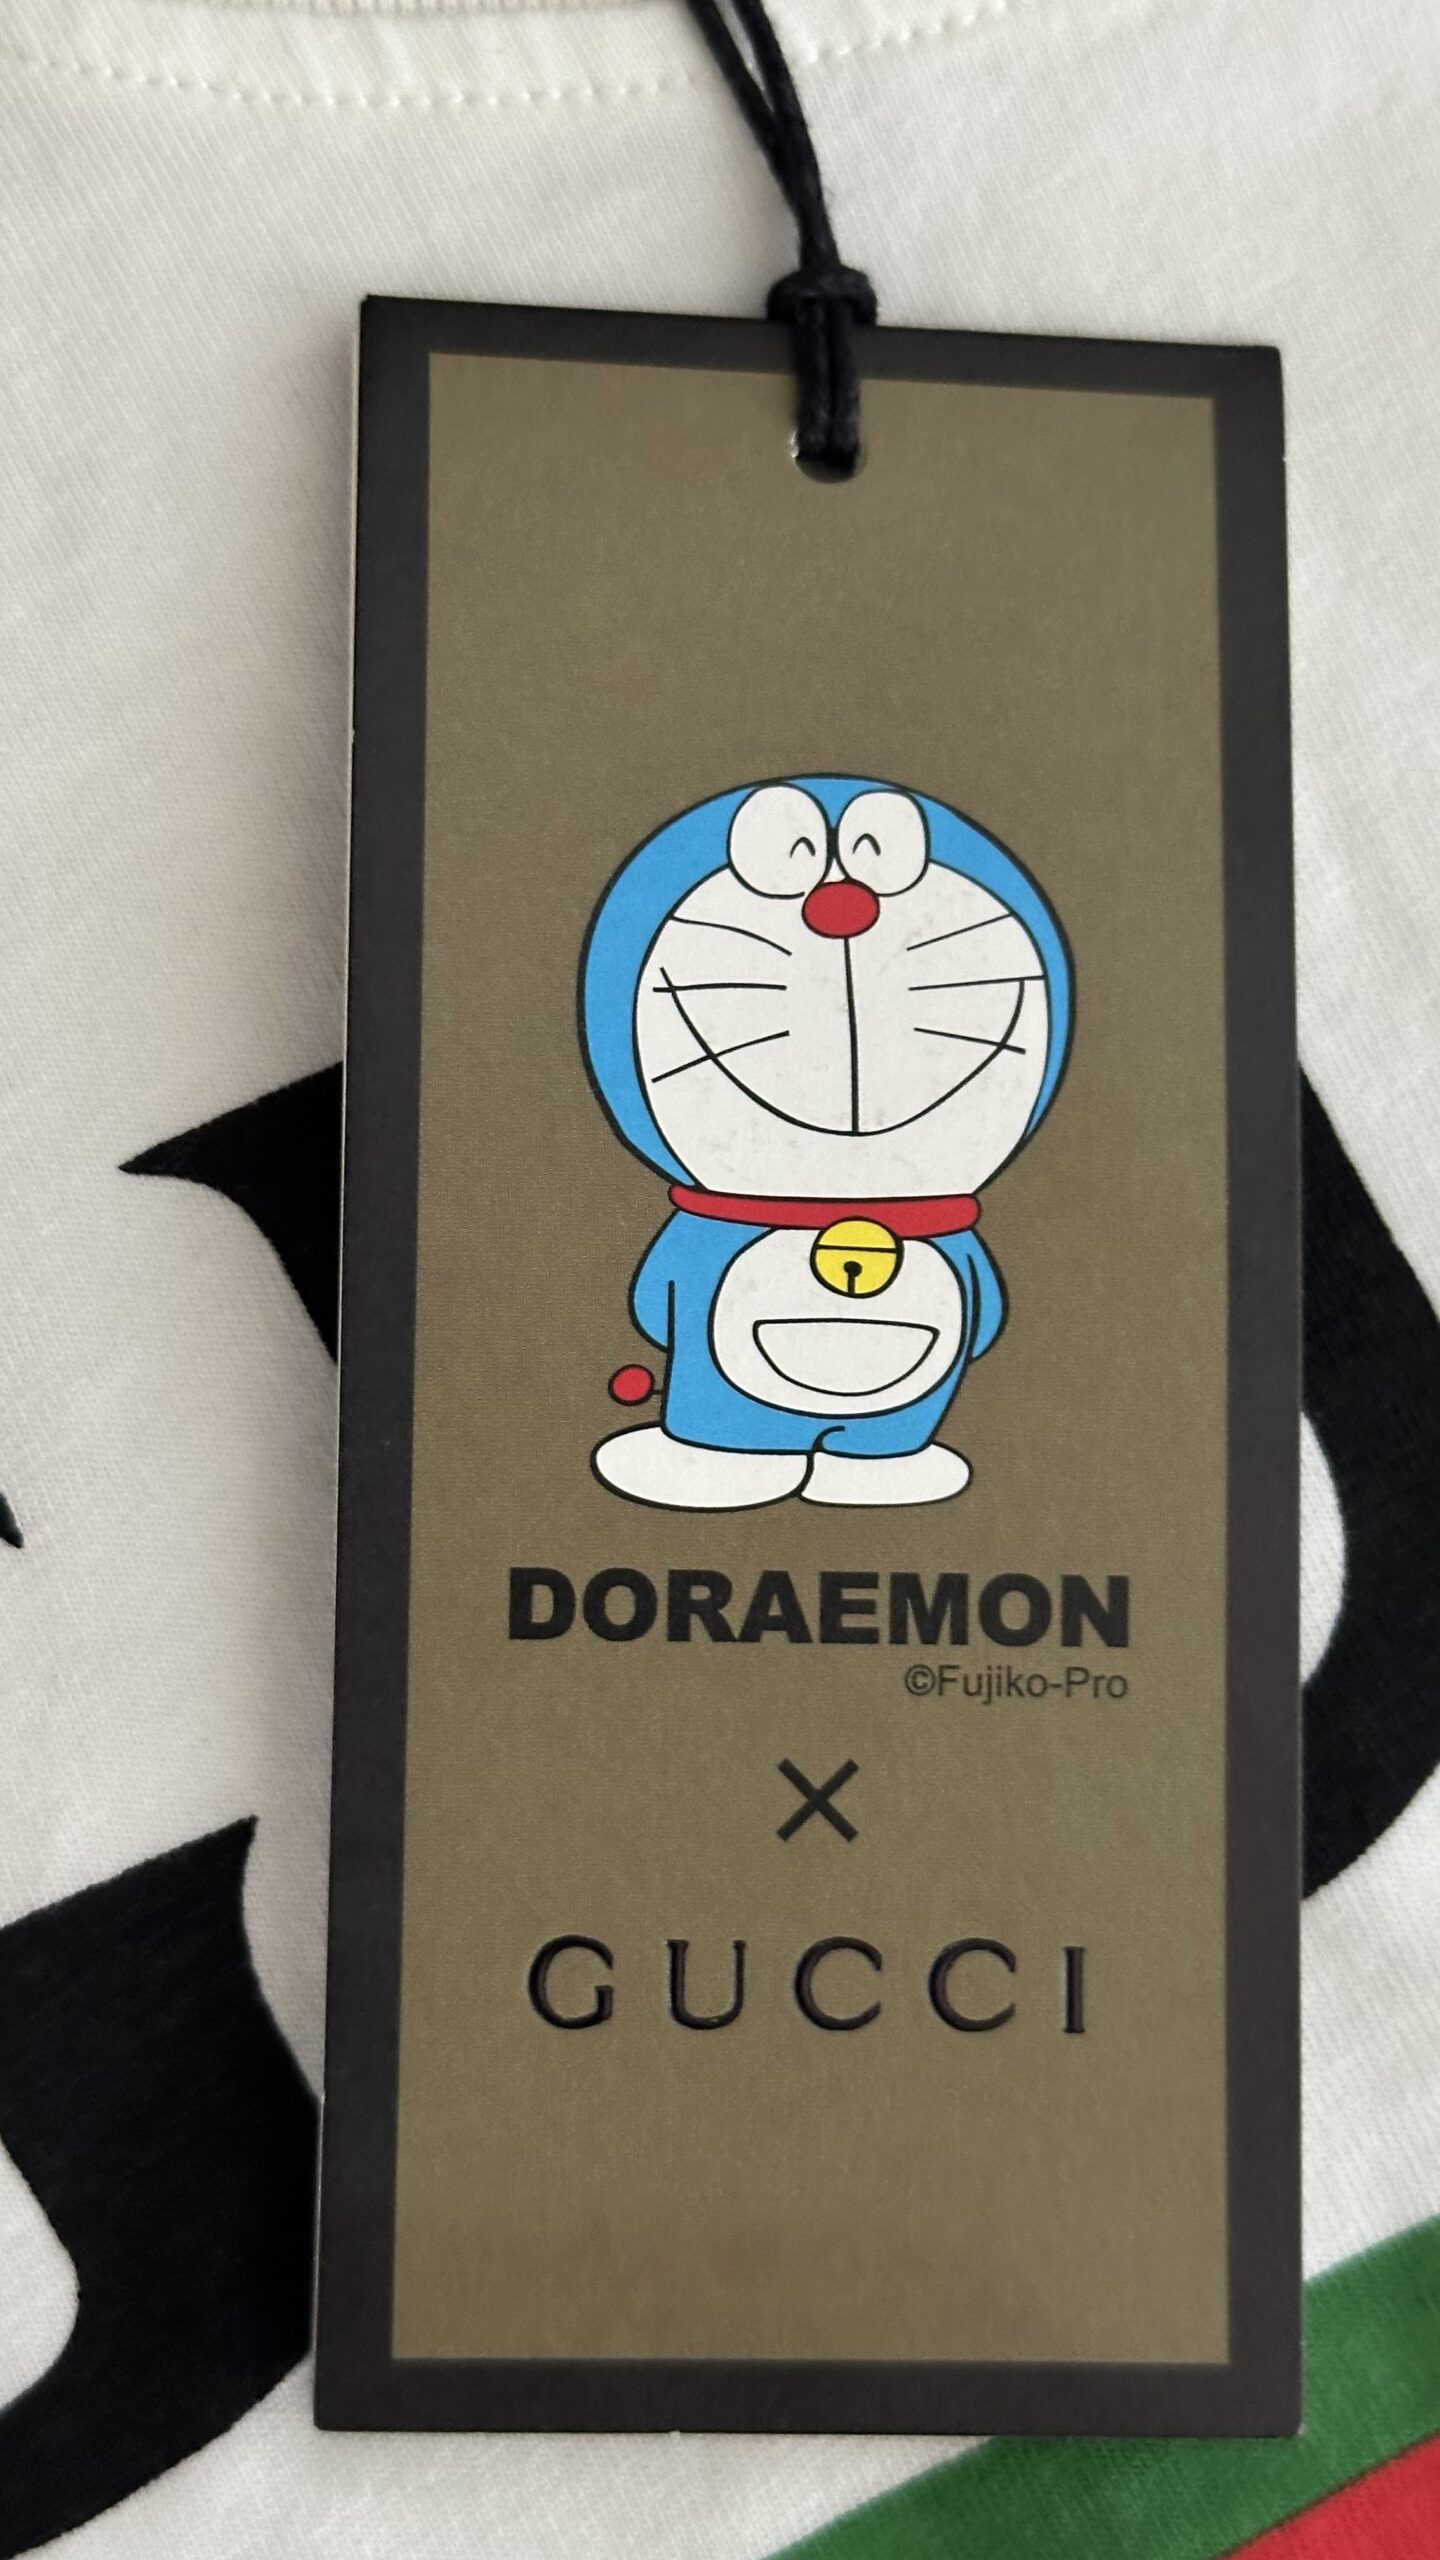 DORAEMON
©Fujiko-Pro
×
GUCCI